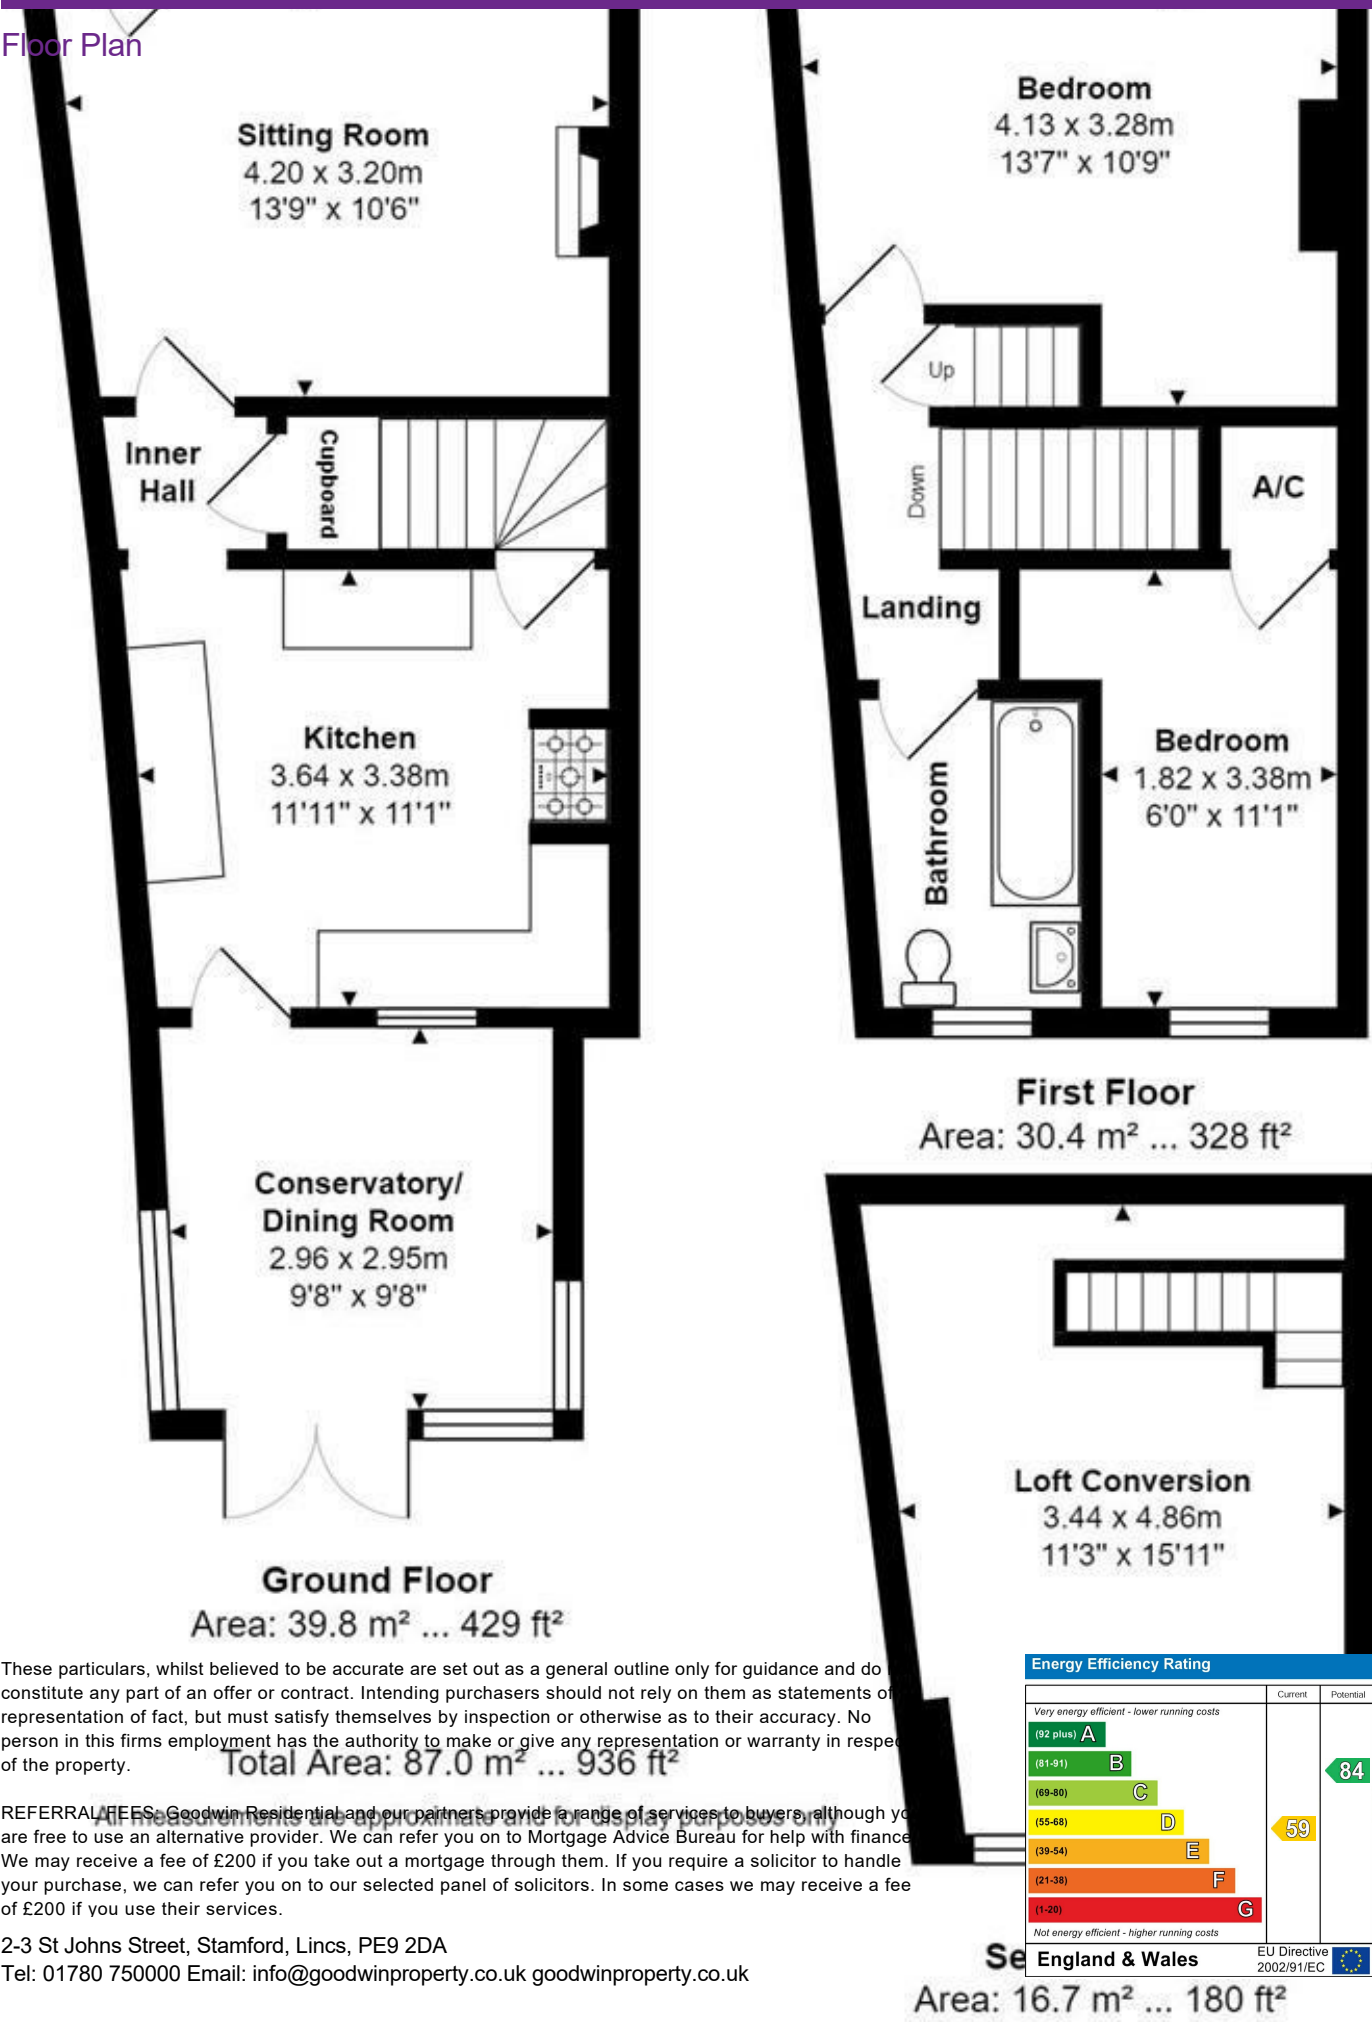 Floor Plan
Sitting Room
4.20 x 3.20m
13'9" x 10'6"
Inner
Hall
Cupboard
Kitchen
3.64 x 3.38m
11'11" x 11'1"
Conservatory/
Dining Room
2.96 x 2.95m
9'8" x 9'8"
Ground Floor
Area: 39.8 m² ... 429 ft²
Bedroom
4.13 x 3.28m
13'7" x 10'9"
Up
Down
A/C
Landing
Bathroom
Bedroom
1.82 x 3.38m
6'0" x 11'1"
First Floor
Area: 30.4 m² ... 328 ft²
Loft Conversion
3.44 x 4.86m
11'3" x 15'11"
These particulars, whilst believed to be accurate are set out as a general outline only for guidance and do
constitute any part of an offer or contract. Intending purchasers should not rely on them as statements of
representation of fact, but must satisfy themselves by inspection or otherwise as to their accuracy. No
person in this firms employment has the authority to make or give any representation or warranty in respec
of the property.
Total Area: 87.0 m² ... 936 ft²
All measurements are approximate and for display purposes only
REFERRAL FEES: Goodwin Residential and our partners provide a range of services to buyers, although yo
are free to use an alternative provider. We can refer you on to Mortgage Advice Bureau for help with finance
We may receive a fee of £200 if you take out a mortgage through them. If you require a solicitor to handle
your purchase, we can refer you on to our selected panel of solicitors. In some cases we may receive a fee
of £200 if you use their services.
2-3 St Johns Street, Stamford, Lincs, PE9 2DA
Tel: 01780 750000 Email: info@goodwinproperty.co.uk goodwinproperty.co.uk
Energy Efficiency Rating
Current Potential
Very energy efficient - lower running costs
(92 plus) A
(81-91) B
(69-80) C
(55-68) D
(39-54) E
(21-38) F
(1-20) G
84
59
Not energy efficient - higher running costs
England & Wales
EU Directive
2002/91/EC
Se
Area: 16.7 m² ... 180 ft²